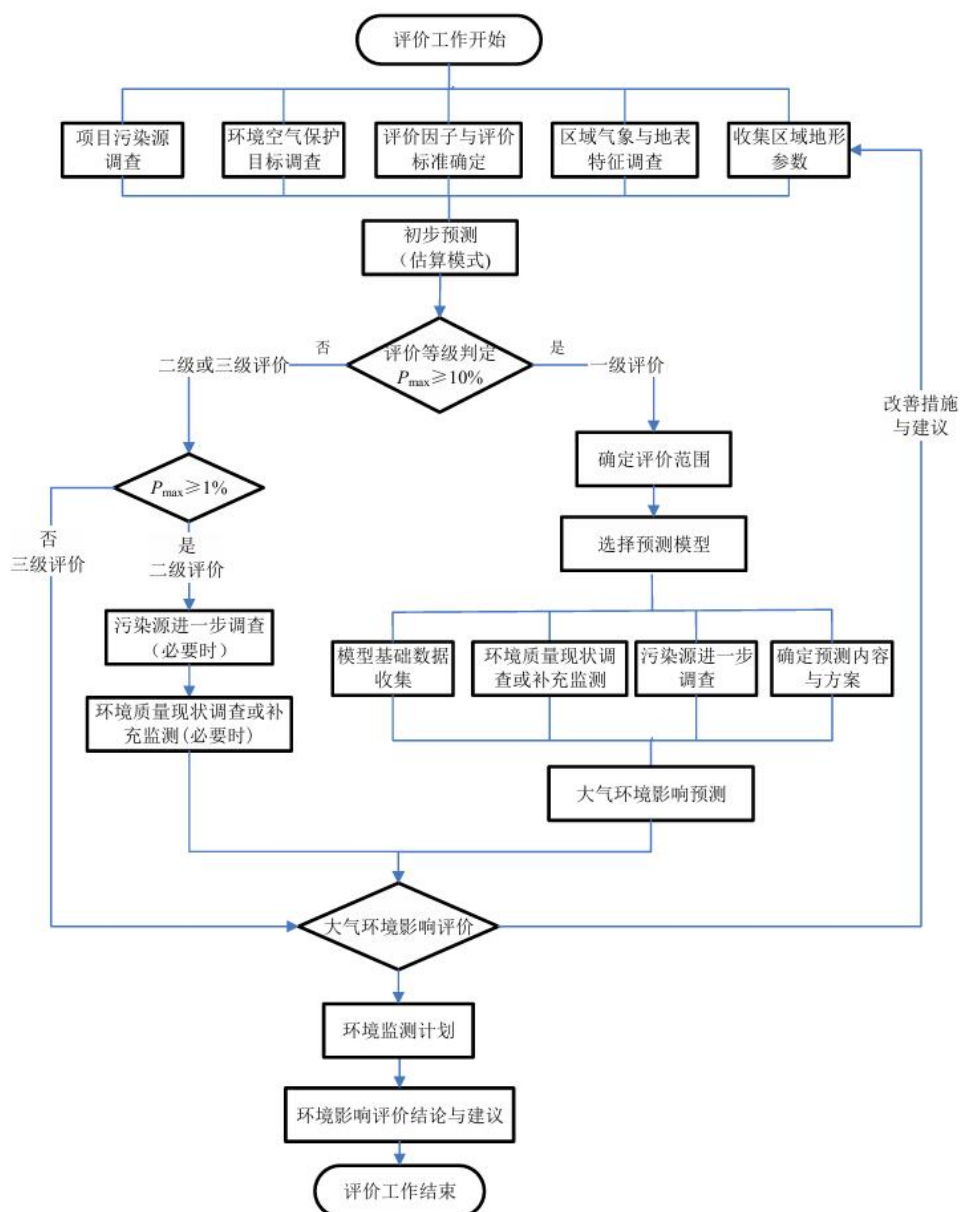 评价工作开始
项目污染源
调查
环境空气保护
目标调查
评价因子与评价
标准确定
区域气象与地表
特征调查
收集区域地形
参数
初步预测
（估算模式)
否
评价等级判定
是
二级或三级评价
Pmax≥10%
一级评价
改善措施
与建议
确定评价范围
Pmax≥1%
选择预测模型
否
三级评价
是
二级评价
污染源进一步调查
（必要时）
模型基础数据
收集
环境质量现状调
查或补充监测
污染源进一步
调查
确定预测内容
与方案
环境质量现状调查或补
充监测(必要时)
大气环境影响预测
大气环境影响评价
环境监测计划
环境影响评价结论与建议
评价工作结束